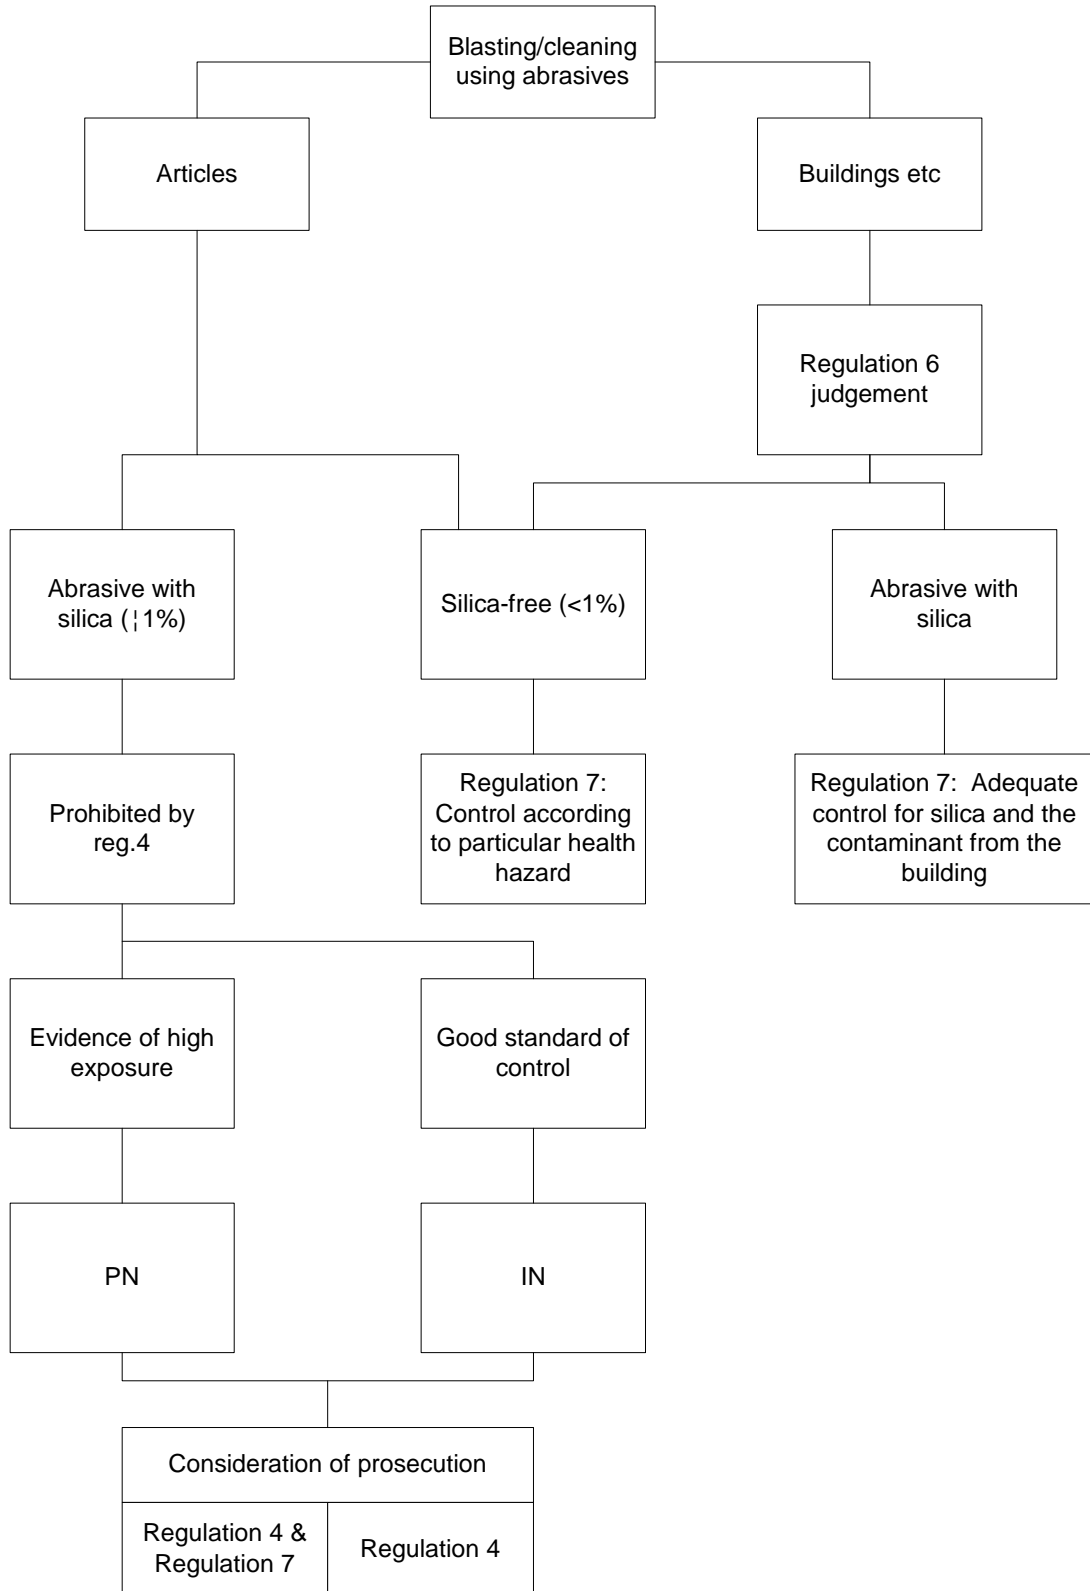 Blasting/cleaning
using abrasives
Articles
Buildings etc
Regulation 6
judgement
Abrasive with
silica (¦1%)
Silica-free (<1%)
Abrasive with
silica
Prohibited by
reg.4
Regulation 7:
Control according
to particular health
hazard
Regulation 7:  Adequate
control for silica and the
contaminant from the
building
Evidence of high
exposure
Good standard of
control
PN
IN
Consideration of prosecution
Regulation 4 &
Regulation 7
Regulation 4